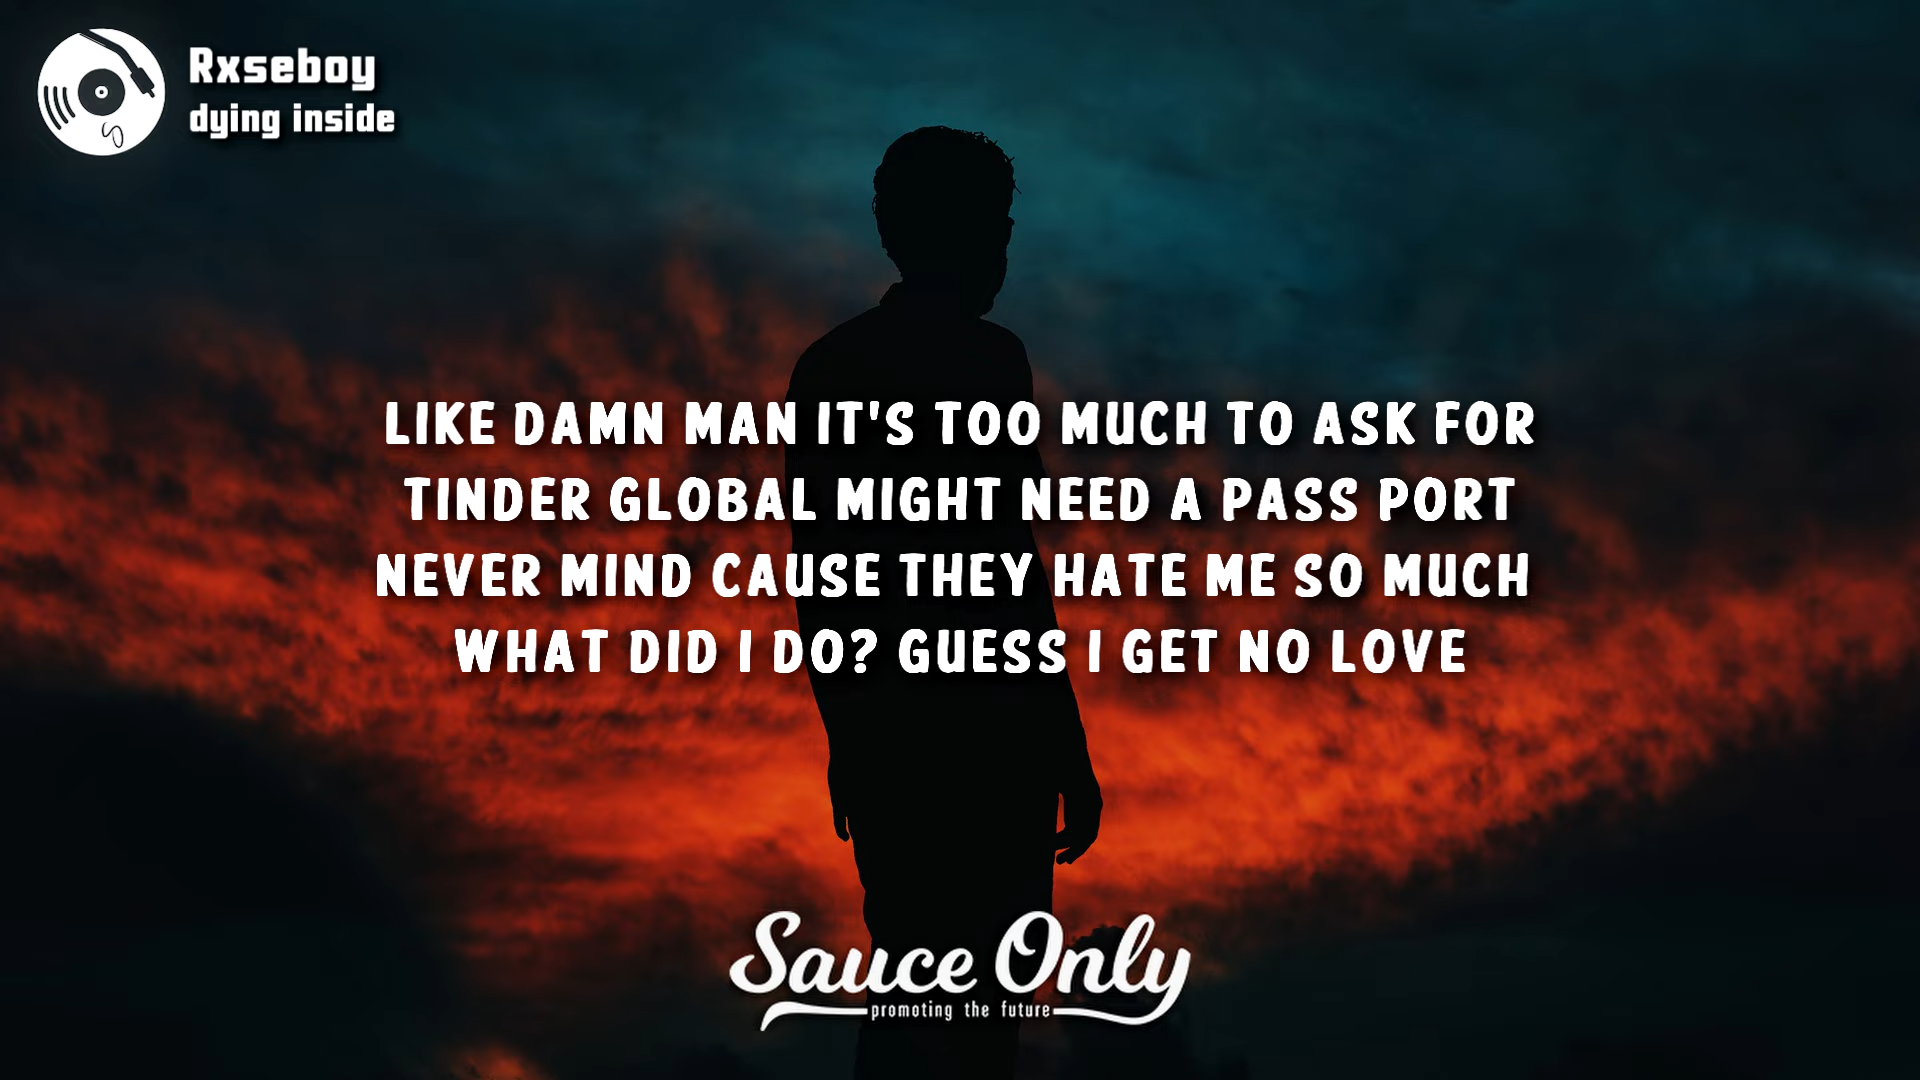 Rxseboy
dying inside
LIKE DAMN MAN IT'S TOO MUCH TO ASK FOR
TINDER GLOBAL MIGHT NEED A PASS PORT
NEVER MIND CAUSE THEY HATE ME SO MUCH
WHAT DID I DO? GUESS I GET NO LOVE
Sauce Only
promoting the future